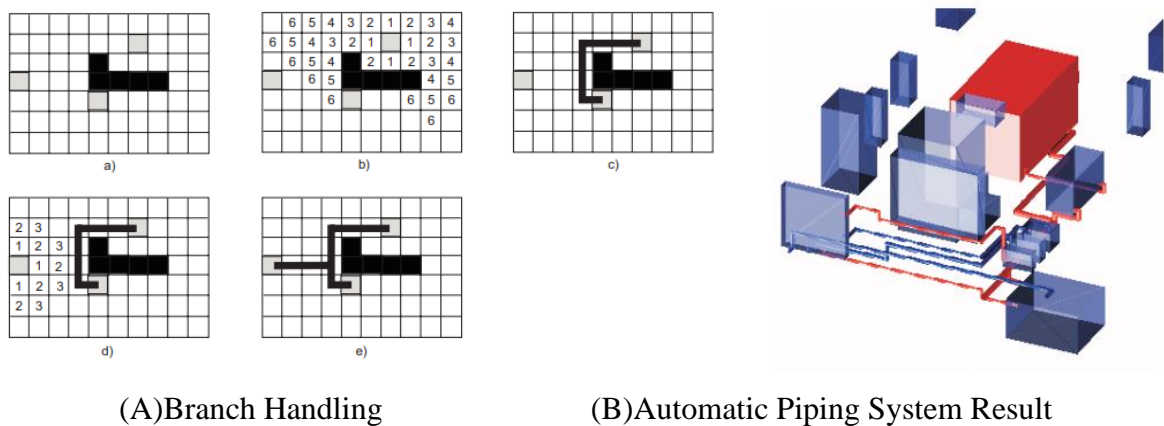 6 5 4 3 2 1 2 3 4
6 5 4 3 2 1 1 2 3
6 5 4 2 1 2 3 4
6 5 4 5
6 6 5 6
6
a)
b)
c)
2 3
1 2 3
1 2
1 2 3
2 3
d)
e)
(A)Branch Handling
(B)Automatic Piping System Result